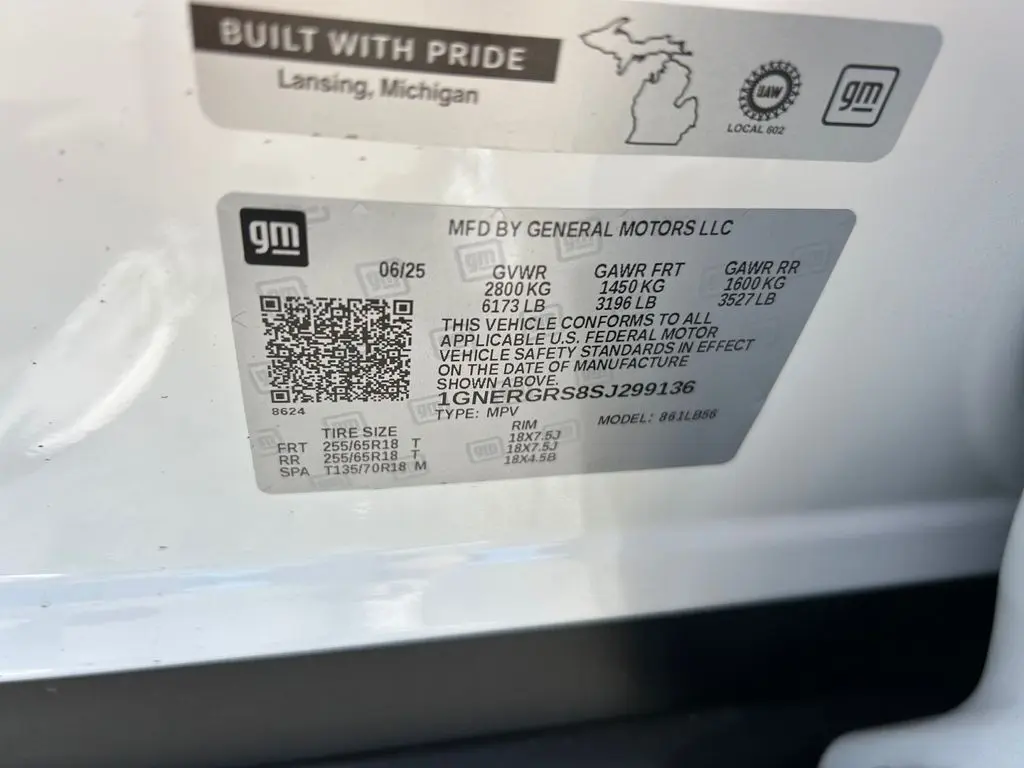 BUILT WITH PRIDE
Lansing, Michigan
UAW
LOCAL 602
gm
gm
MFD BY GENERAL MOTORS LLC
06/25 GVWR GAWR FRT GAWR RR
2800 KG 1450 KG 1600 KG
6173 LB 3196 LB 3527 LB
THIS VEHICLE CONFORMS TO ALL
APPLICABLE U.S. FEDERAL MOTOR
VEHICLE SAFETY STANDARDS IN EFFECT
ON THE DATE OF MANUFACTURE
SHOWN ABOVE.
1GNERGRS8SJ299136
8624
TYPE: MPV MODEL: 861LB56
TIRE SIZE RIM
FRT 255/65R18 T 18X7.5J
RR 255/65R18 T 18X7.5J
SPA T135/70R18 M 18X4.5B